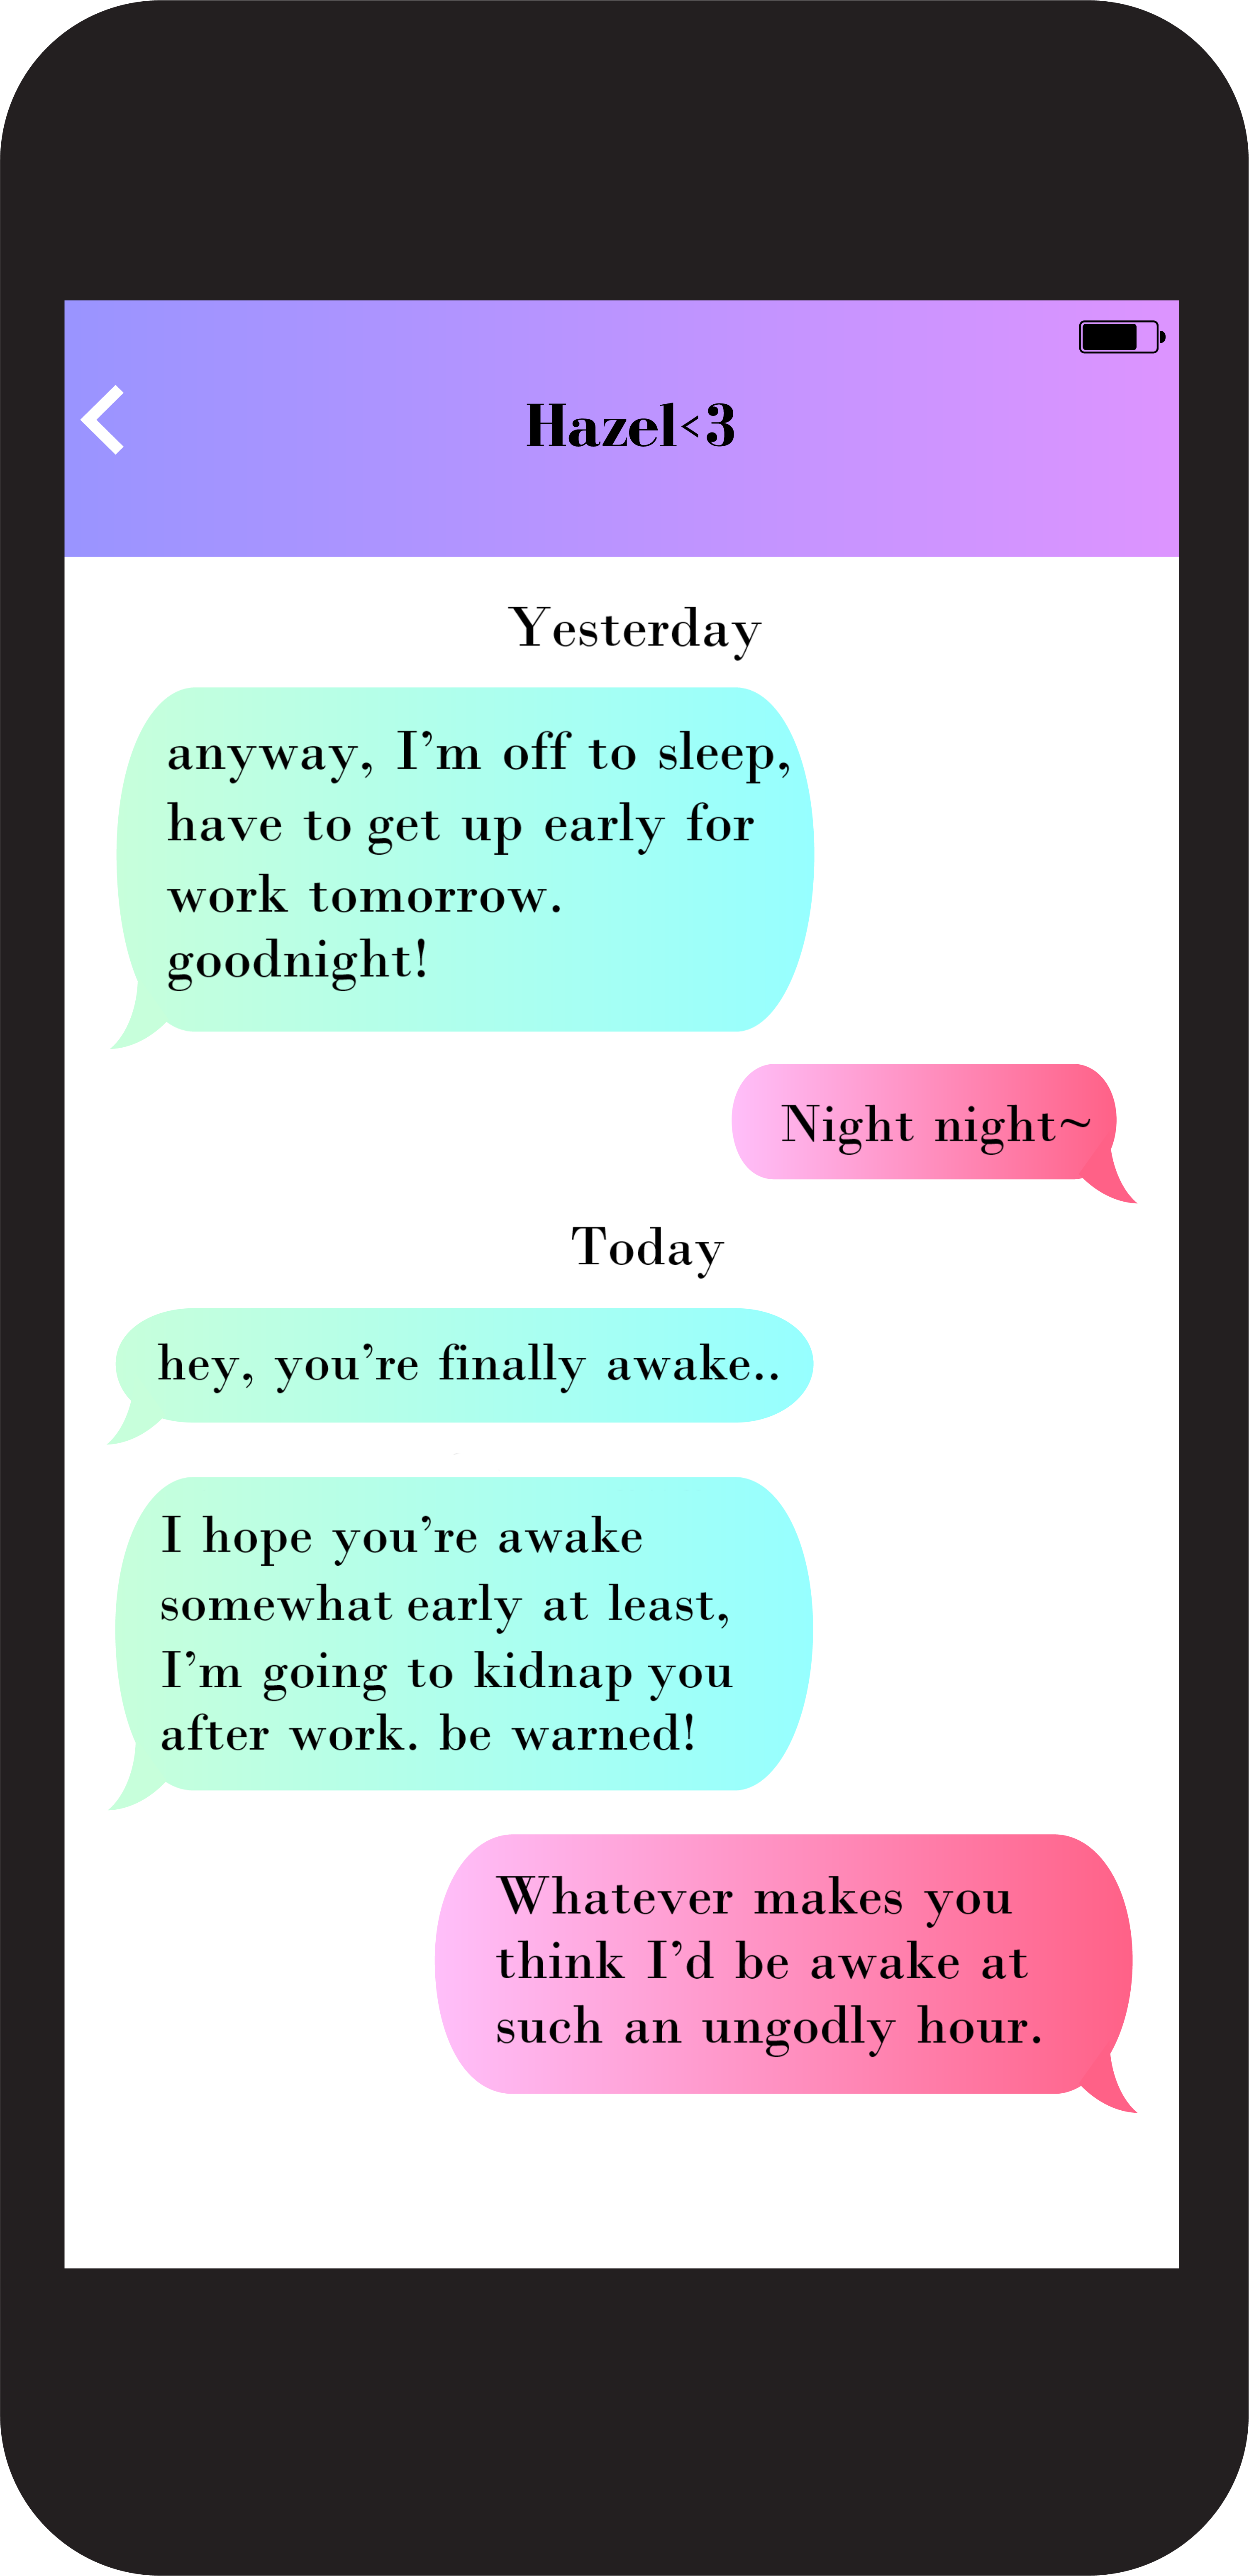 Hazel<3
Yesterday
anyway, I’m off to sleep,
have to get up early for
work tomorrow.
goodnight!
Night night~
Today
hey, you’re finally awake..
I hope you’re awake
somewhat early at least,
I’m going to kidnap you
after work. be warned!
Whatever makes you
think I’d be awake at
such an ungodly hour.